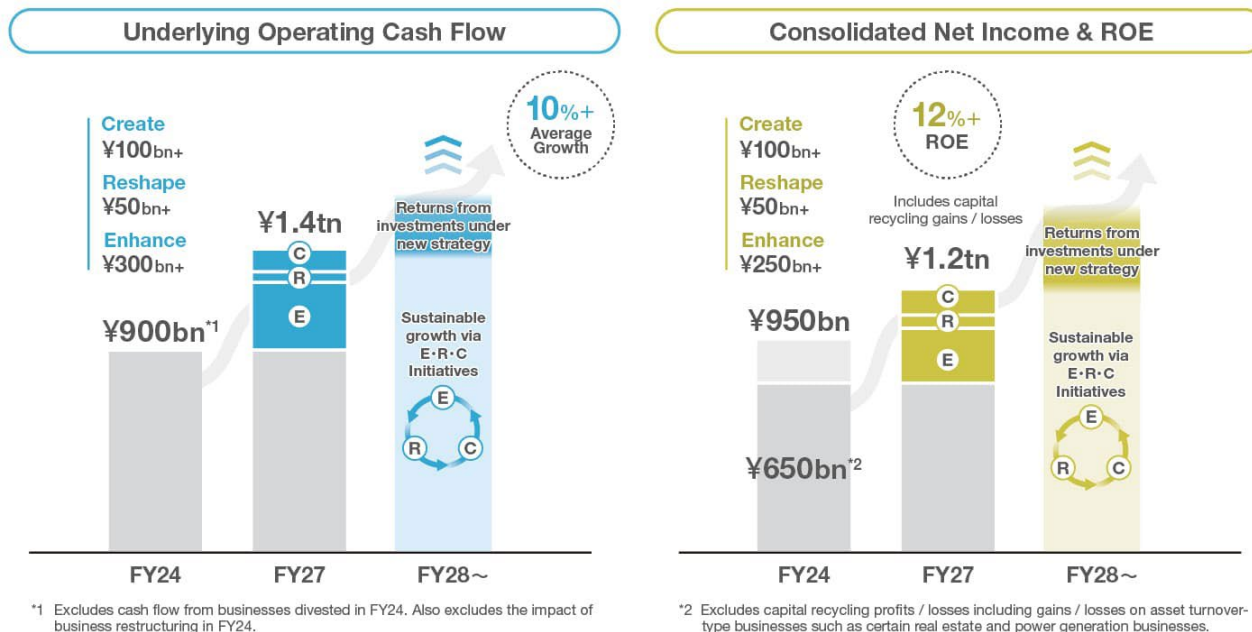 Underlying Operating Cash Flow
Create
¥100bn+
Reshape
¥50bn+
Enhance
¥300bn+
10%+
Average
Growth
¥900bn*1
¥1.4tn
C
R
E
Returns from
investments under
new strategy
Sustainable
growth via
E・R・C
Initiatives
E
R
C
FY24
FY27
FY28~
*1 Excludes cash flow from businesses divested in FY24. Also excludes the impact of
business restructuring in FY24.
Consolidated Net Income & ROE
Create
¥100bn+
Reshape
¥50bn+
Enhance
¥250bn+
12%+
ROE
Includes capital
recycling gains / losses
¥950bn
¥650bn*2
¥1.2tn
C
R
E
Returns from
investments under
new strategy
Sustainable
growth via
E・R・C
Initiatives
E
R
C
FY24
FY27
FY28~
*2 Excludes capital recycling profits / losses including gains / losses on asset turnover-
type businesses such as certain real estate and power generation businesses.